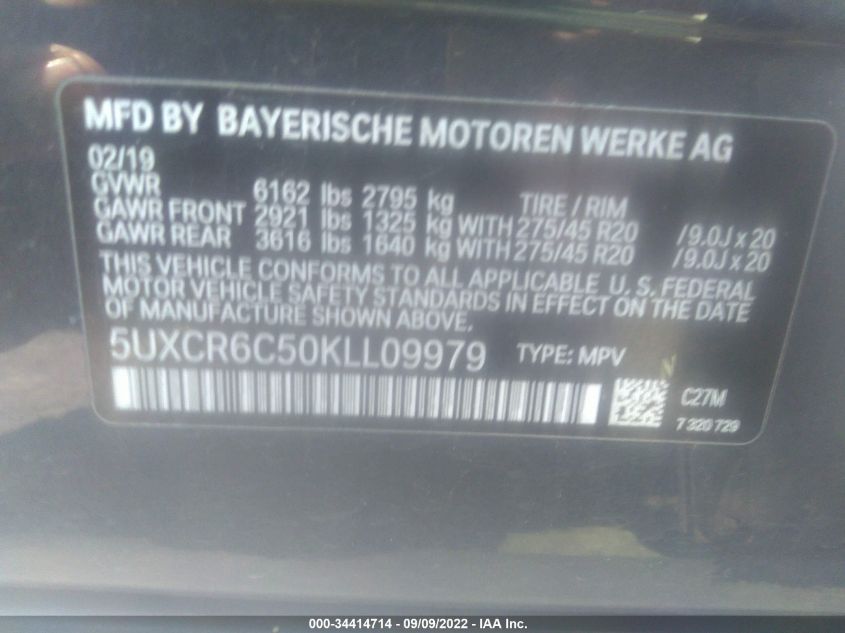 MFD BY BAYERISCHE MOTOREN WERKE AG
02/19
GVWR 6162 lbs 2795 kg TIRE / RIM
GAWR FRONT 2921 lbs 1325 kg WITH 275/45 R20 /9.0J x 20
GAWR REAR 3616 lbs 1640 kg WITH 275/45 R20 /9.0J x 20
THIS VEHICLE CONFORMS TO ALL APPLICABLE U. S. FEDERAL
MOTOR VEHICLE SAFETY STANDARDS IN EFFECT ON THE DATE
OF MANUFACTURE SHOWN ABOVE.
5UXCR6C50KLL09979 TYPE: MPV
C27M
7 320 729
000-34414714 - 09/09/2022 - IAA Inc.